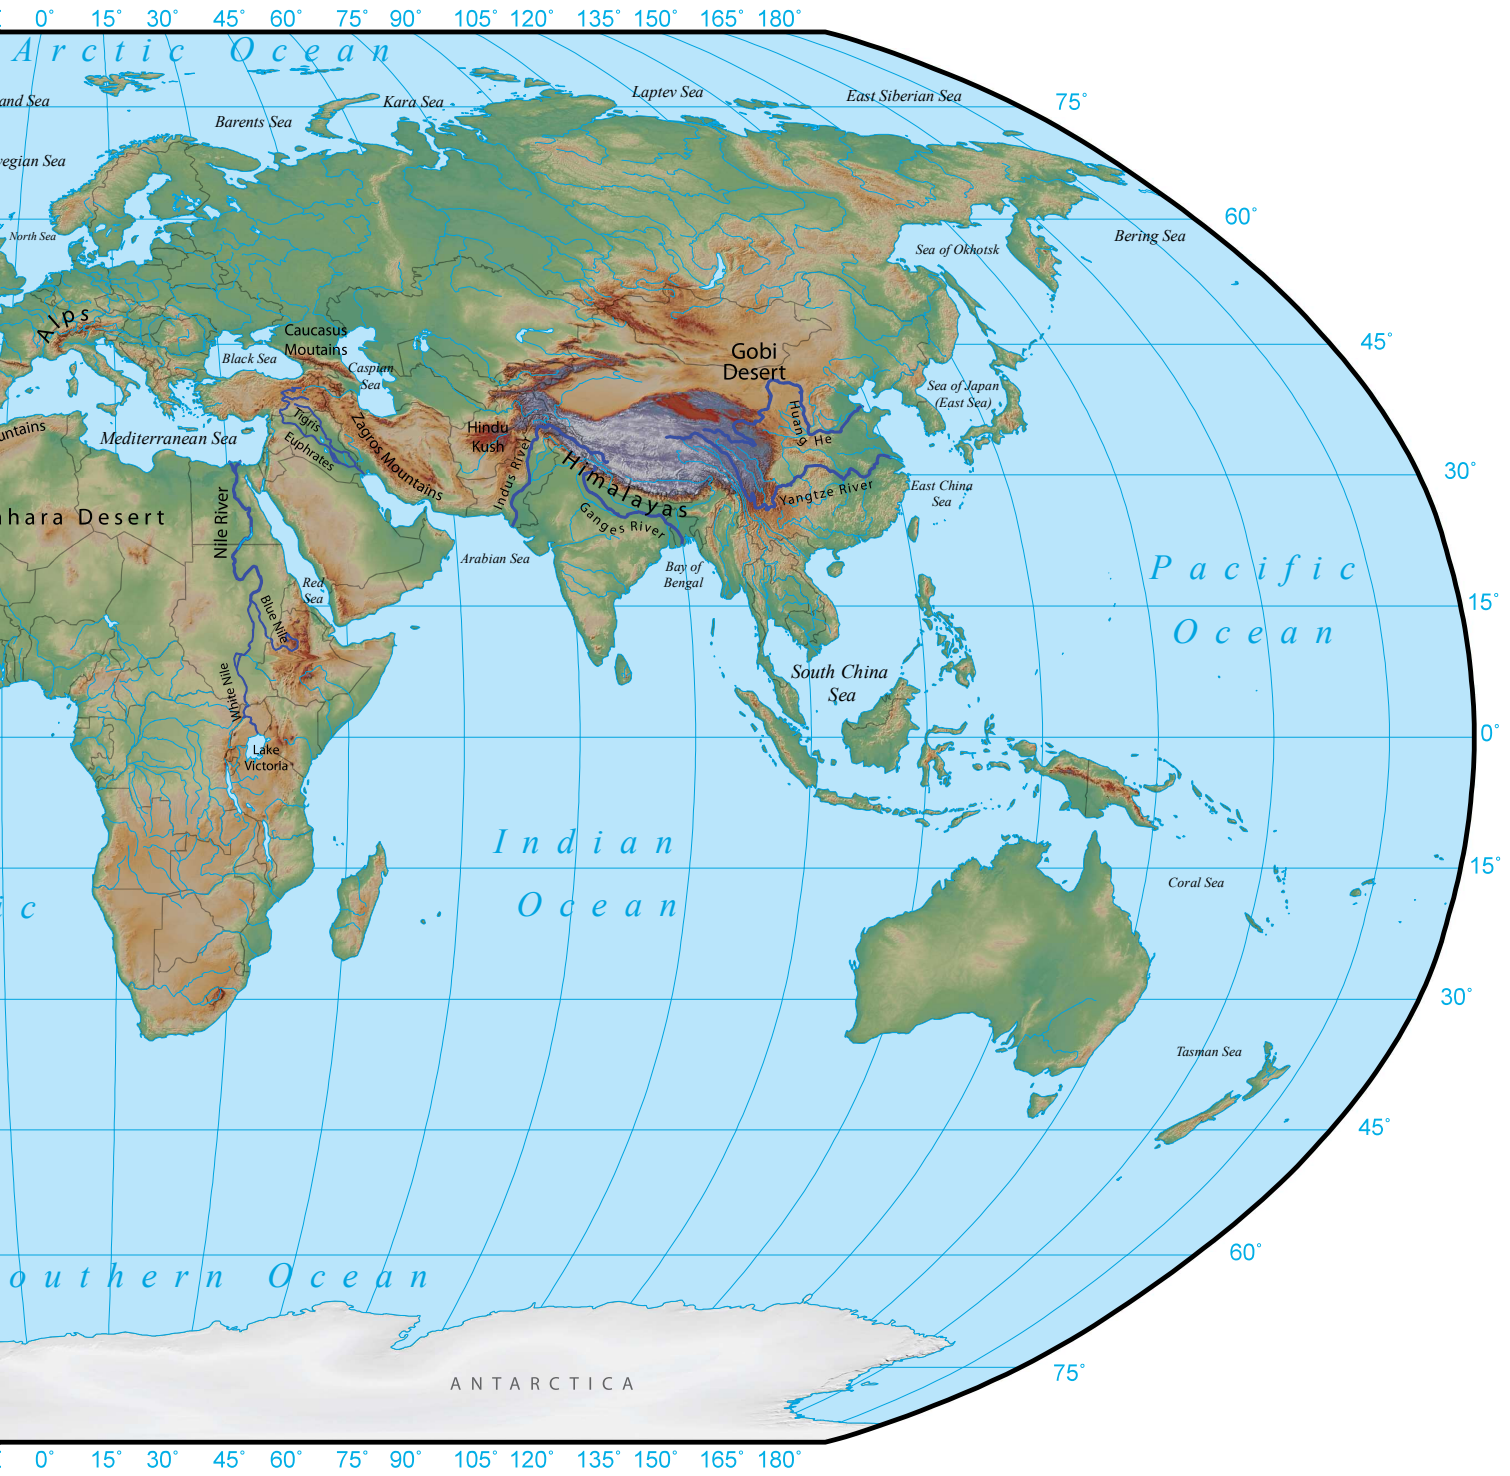 0° 15° 30° 45° 60° 75° 90° 105° 120° 135° 150° 165° 180°
Arctic Ocean
and Sea
Barents Sea
Kara Sea
Laptev Sea
East Siberian Sea
75°
wegian Sea
North Sea
Sea of Okhotsk
Bering Sea
60°
Alps
Caucasus
Moutains
Black Sea
Caspian
Sea
Gobi
Desert
45°
Sea of Japan
(East Sea)
untains
Mediterranean Sea
Tigris
Euphrates
Zagros Mountains
Hindu
Kush
Indus River
Himalayas
Ganges River
Huang He
Yangtze River
East China
Sea
30°
hara Desert
Nile River
Red
Sea
Arabian Sea
Bay of
Bengal
Pacific
Ocean
15°
Blue Nile
White Nile
South China
Sea
Lake
Victoria
0°
Indian
Ocean
ic
Coral Sea
15°
30°
Tasman Sea
45°
60°
outhern Ocean
75°
ANTARCTICA
0° 15° 30° 45° 60° 75° 90° 105° 120° 135° 150° 165° 180°